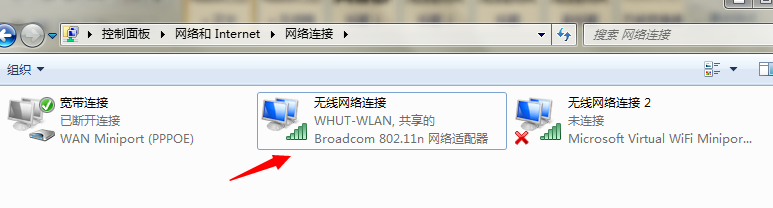 控制面板 网络和 Internet 网络连接
搜索 网络连接
组织
宽带连接
已断开连接
WAN Miniport (PPPOE)
无线网络连接
WHUT-WLAN, 共享的
Broadcom 802.11n 网络适配器
无线网络连接 2
未连接
Microsoft Virtual WiFi Minipor...